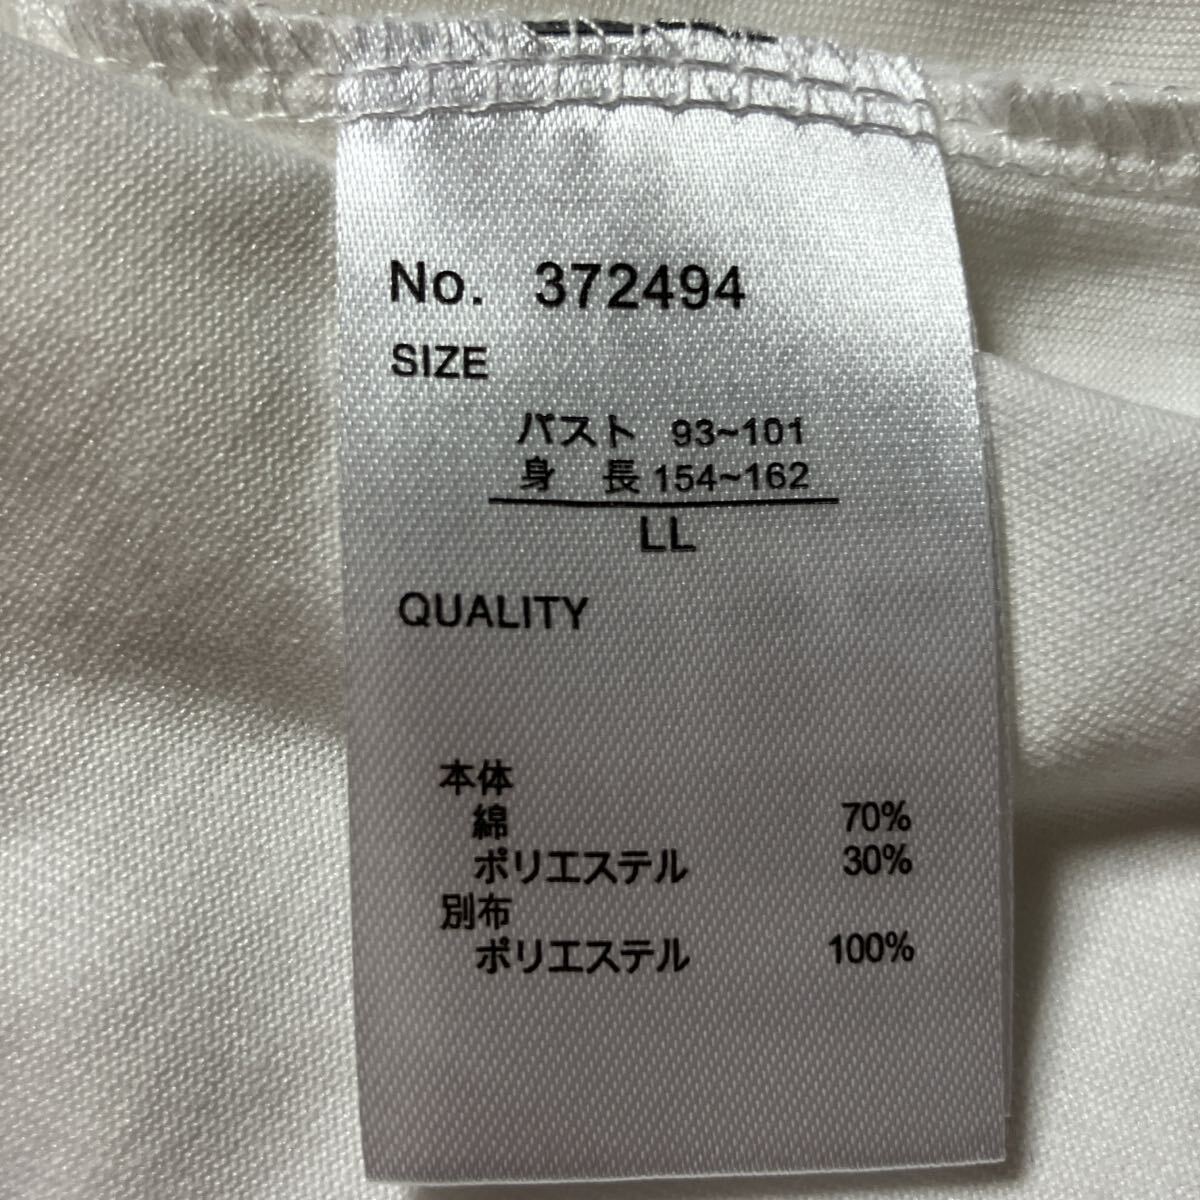 No. 372494
SIZE
バスト 93~101
身 長 154~162
LL
QUALITY
本体
綿 70%
ポリエステル 30%
別布
ポリエステル 100%